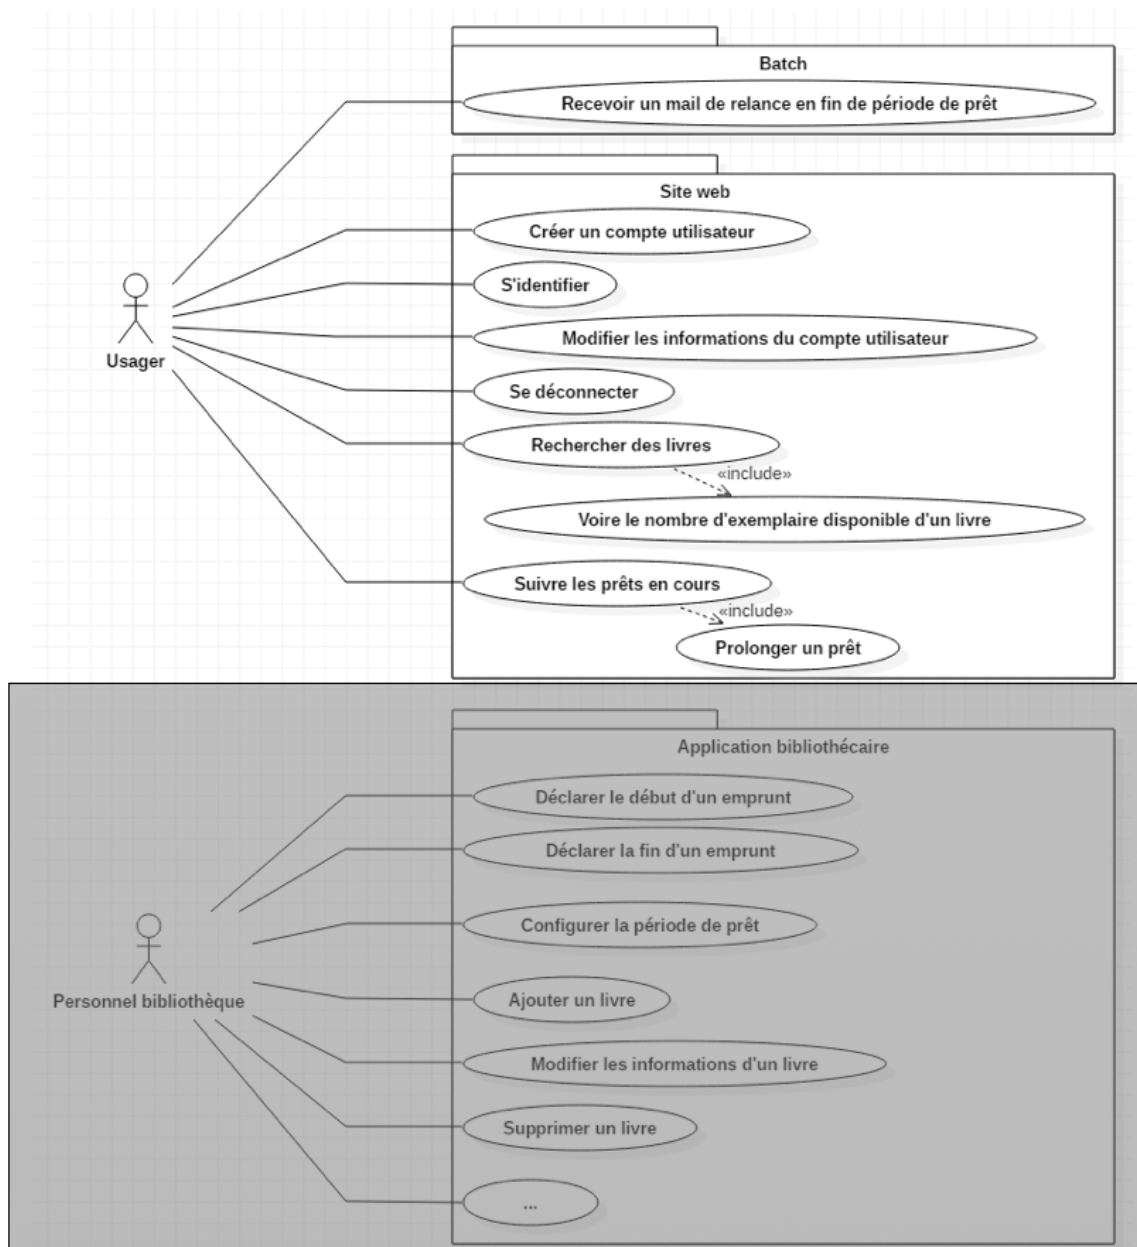 Batch
Recevoir un mail de relance en fin de période de prêt
Site web
Créer un compte utilisateur
S'identifier
Modifier les informations du compte utilisateur
Usager
Se déconnecter
Rechercher des livres
«include»
Voire le nombre d'exemplaire disponible d'un livre
Suivre les prêts en cours
«include»
Prolonger un prêt
Application bibliothécaire
Déclarer le début d'un emprunt
Déclarer la fin d'un emprunt
Configurer la période de prêt
Personnel bibliothèque
Ajouter un livre
Modifier les informations d'un livre
Supprimer un livre
...